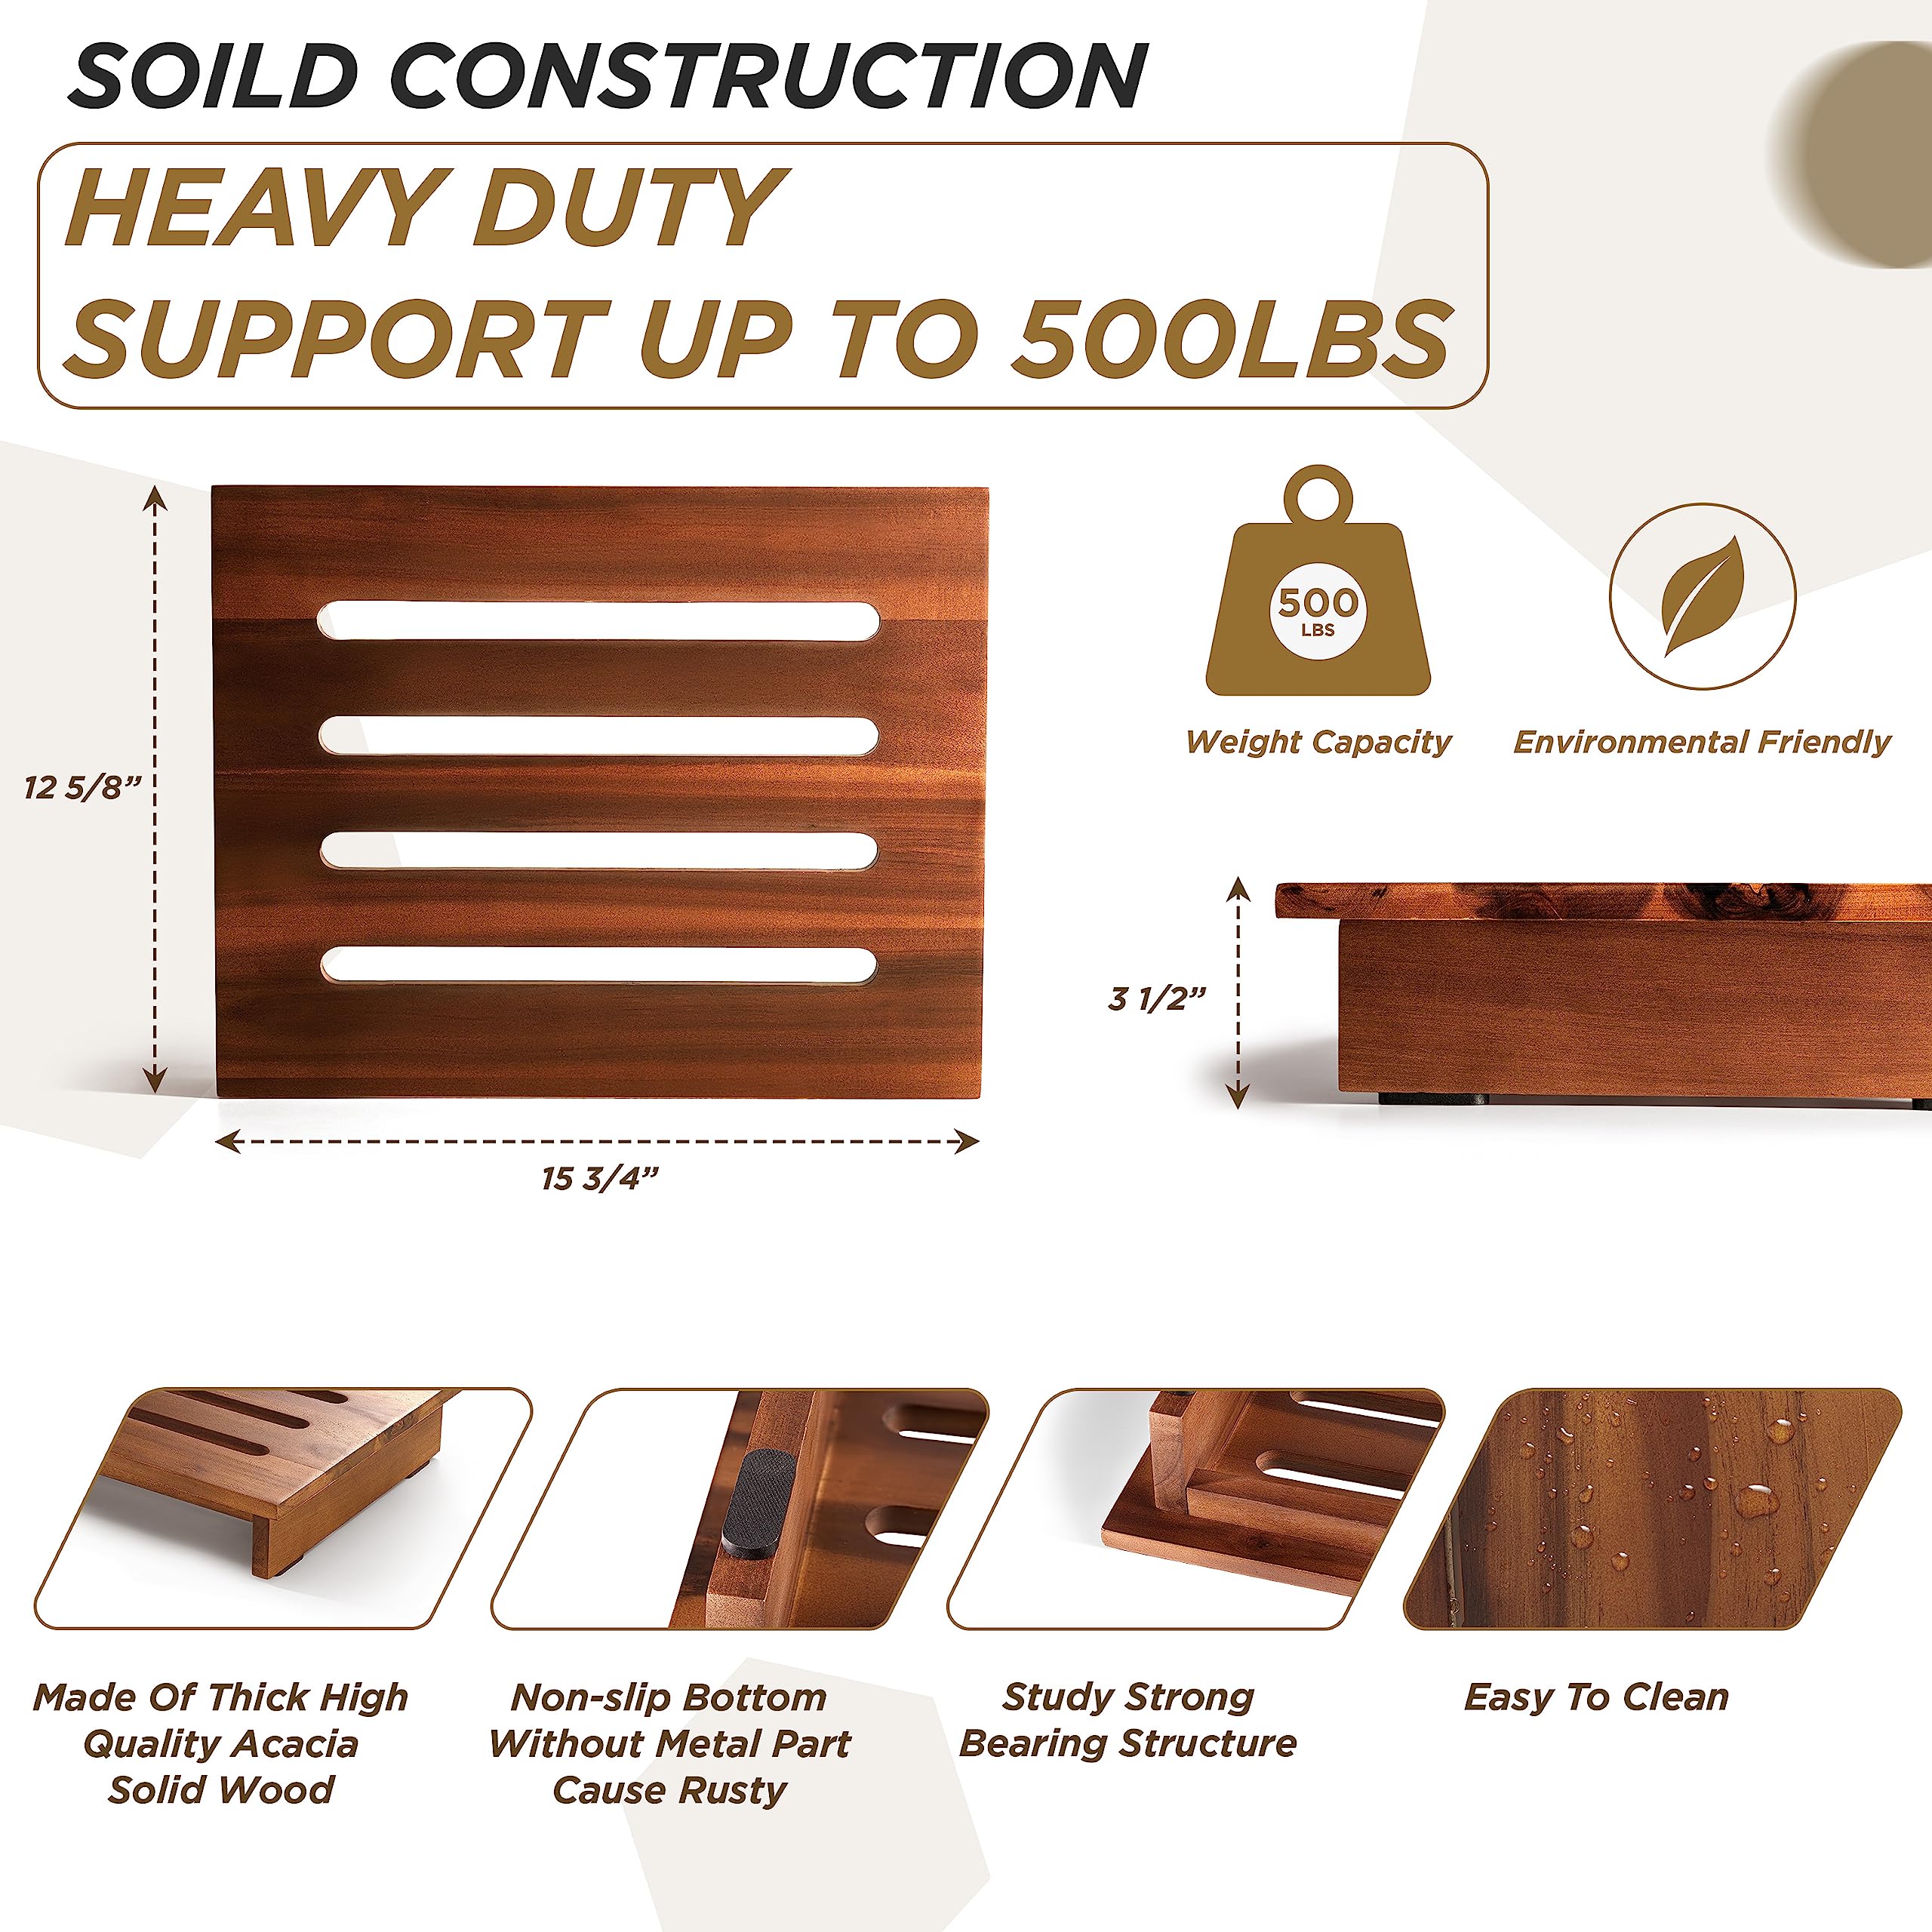 SOILD CONSTRUCTION
HEAVY DUTY
SUPPORT UP TO 500LBS
500
LBS
Weight Capacity
Environmental Friendly
12 5/8”
3 1/2”
15 3/4”
Made Of Thick High
Quality Acacia
Solid Wood
Non-slip Bottom
Without Metal Part
Cause Rusty
Study Strong
Bearing Structure
Easy To Clean